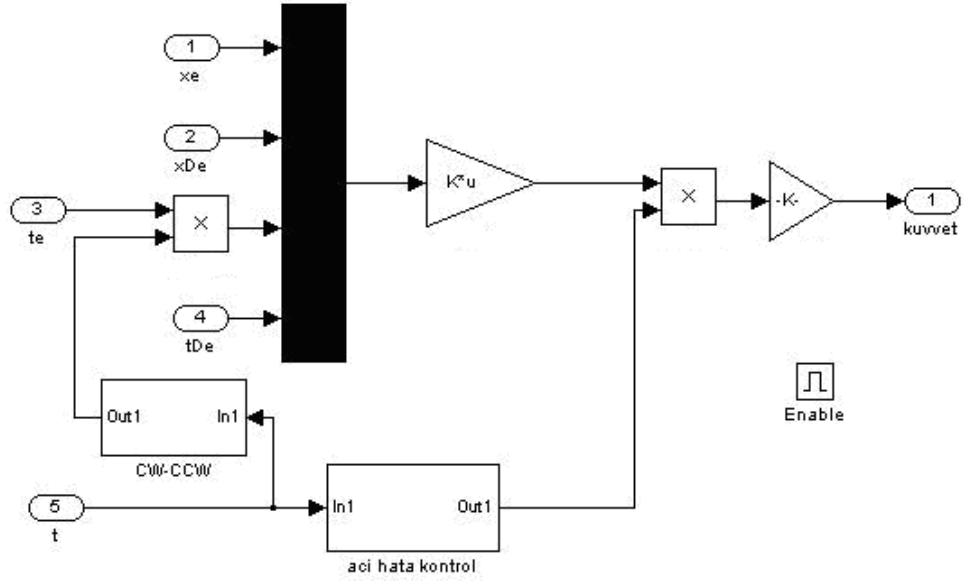 1
xe
2
xDe
3
te
×
4
tDe
K*u
×
-K-
1
kuvvet
Enable
Out1 In1
CW-CCW
5
t
In1 Out1
aci hata kontrol